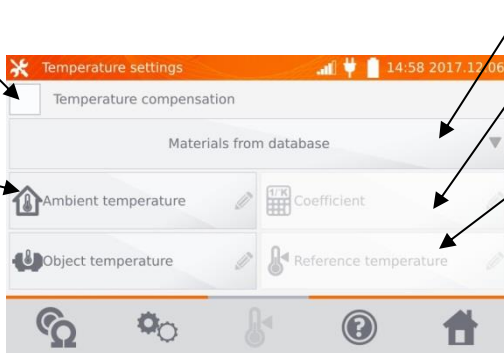 Temperature settings 14:58 2017.12.06
Temperature compensation
Materials from database
Ambient temperature 1/K Coefficient
Object temperature Reference temperature